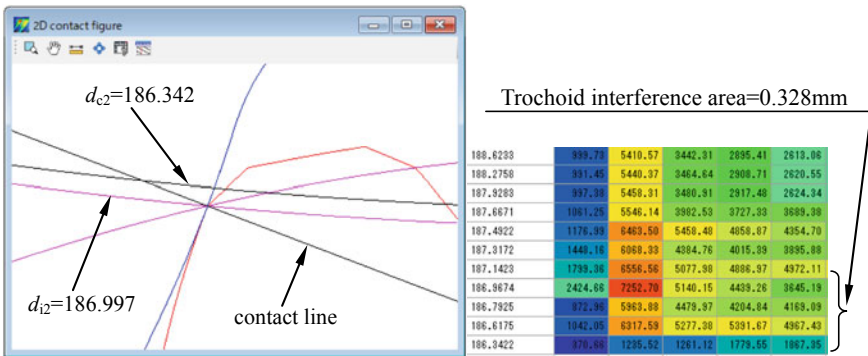 2D contact figure
dc2=186.342
di2=186.997
contact line
Trochoid interference area=0.328mm
188.6233 999.73 5410.57 3442.31 2895.41 2613.06
188.2758 991.45 5440.37 3464.64 2908.71 2620.55
187.9283 997.38 5458.31 3480.91 2917.48 2624.34
187.6671 1061.25 5546.14 3982.53 3727.33 3689.38
187.4922 1176.99 6463.50 5458.48 4858.87 4354.70
187.3172 1448.16 6068.33 4384.76 4015.39 3895.88
187.1423 1799.36 6556.56 5077.98 4886.97 4972.11
186.9674 2424.66 7252.70 5140.15 4439.26 3645.19
186.7925 872.96 5963.88 4479.97 4204.84 4169.09
186.6175 1042.05 6317.59 5277.38 5391.67 4967.43
186.3422 370.66 1235.52 1261.12 1779.55 1867.35